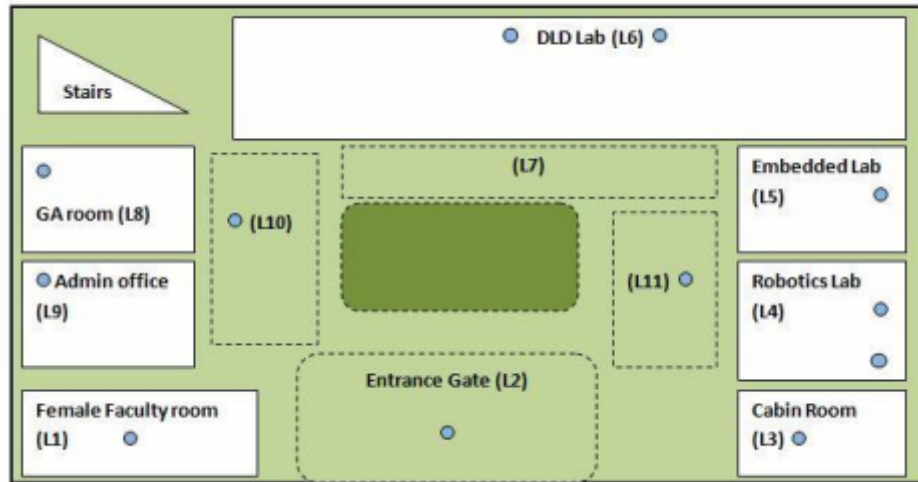 DLD Lab (L6)
Stairs
(L7)
Embedded Lab
(L5)
GA room (L8)
(L10)
Admin office
(L9)
(L11)
Robotics Lab
(L4)
Entrance Gate (L2)
Female Faculty room
(L1)
Cabin Room
(L3)